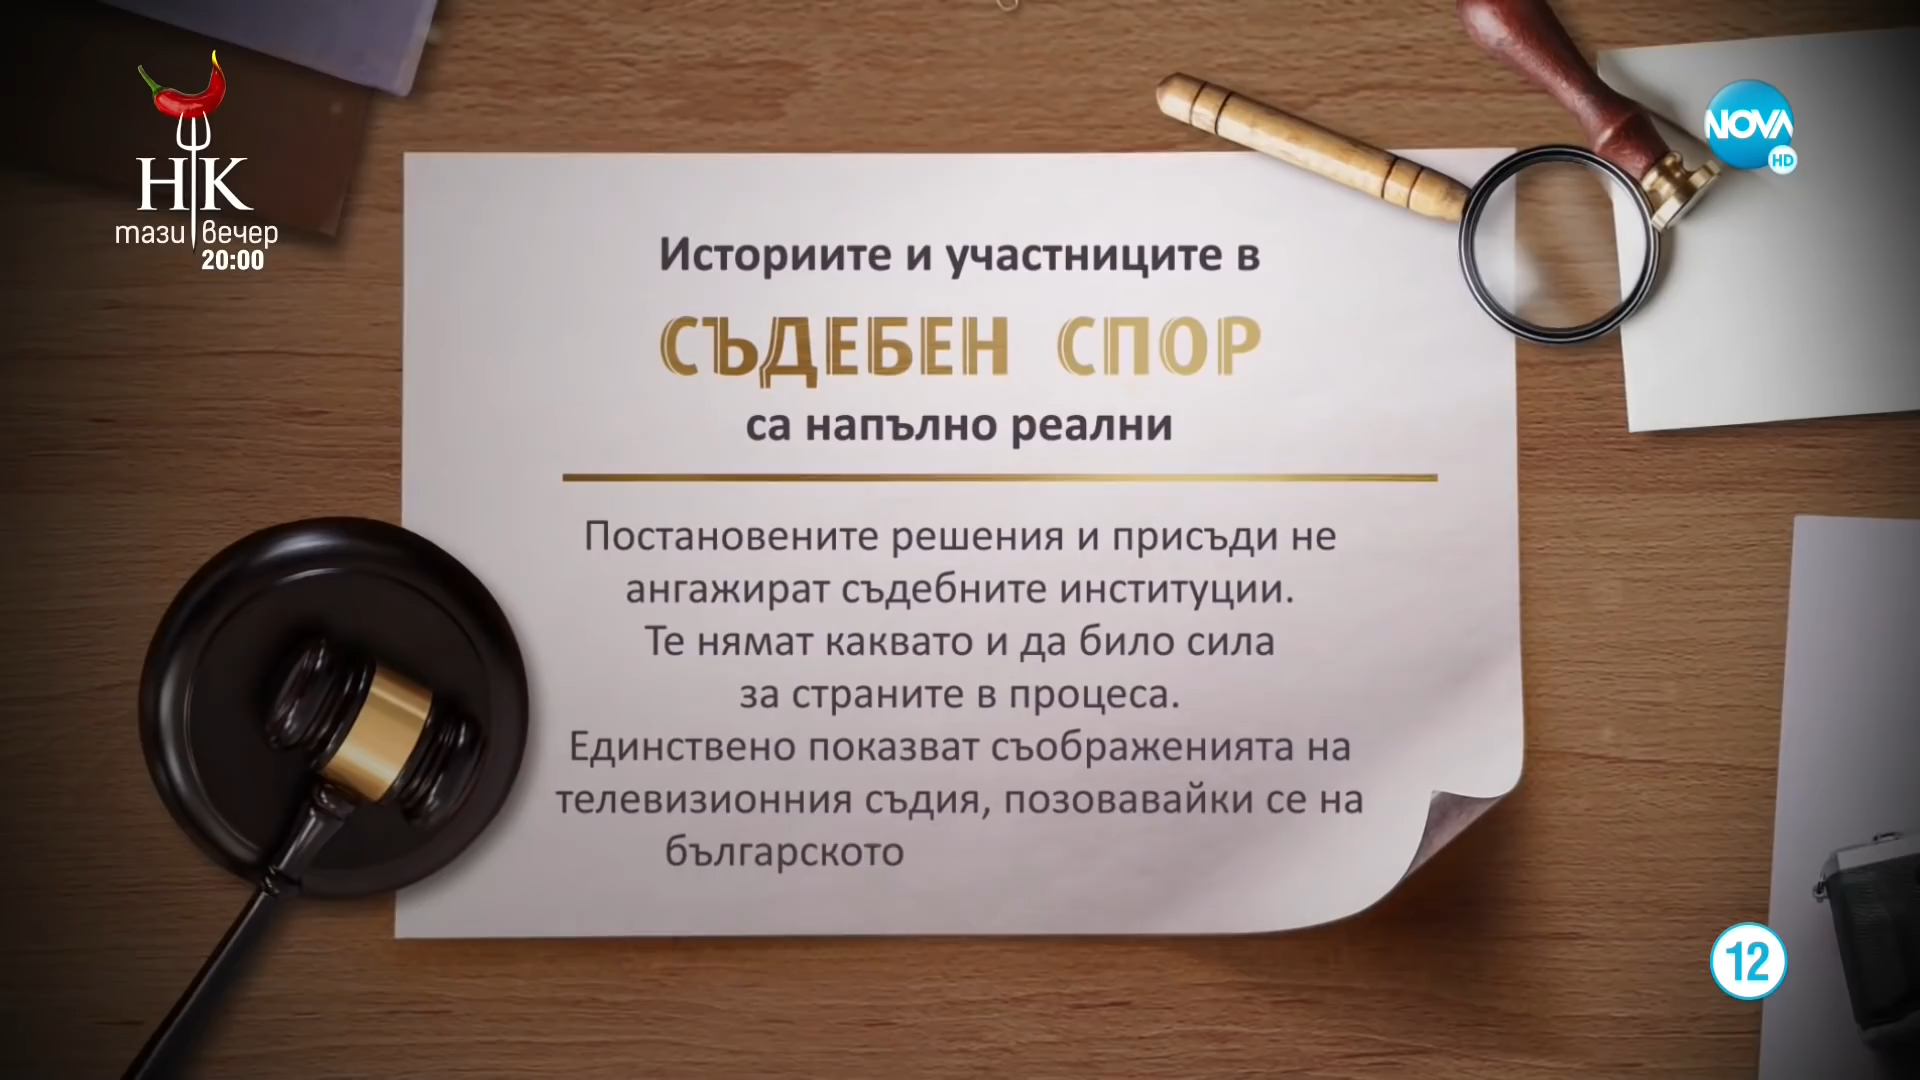 НК
тази вечер
20:00
NOVA
HD
Историите и участниците в
СЪДЕБЕН СПОР
са напълно реални
Постановените решения и присъди не
ангажират съдебните институции.
Те нямат каквато и да било сила
за страните в процеса.
Единствено показват съображенията на
телевизионния съдия, позовавайки се на
българското
12